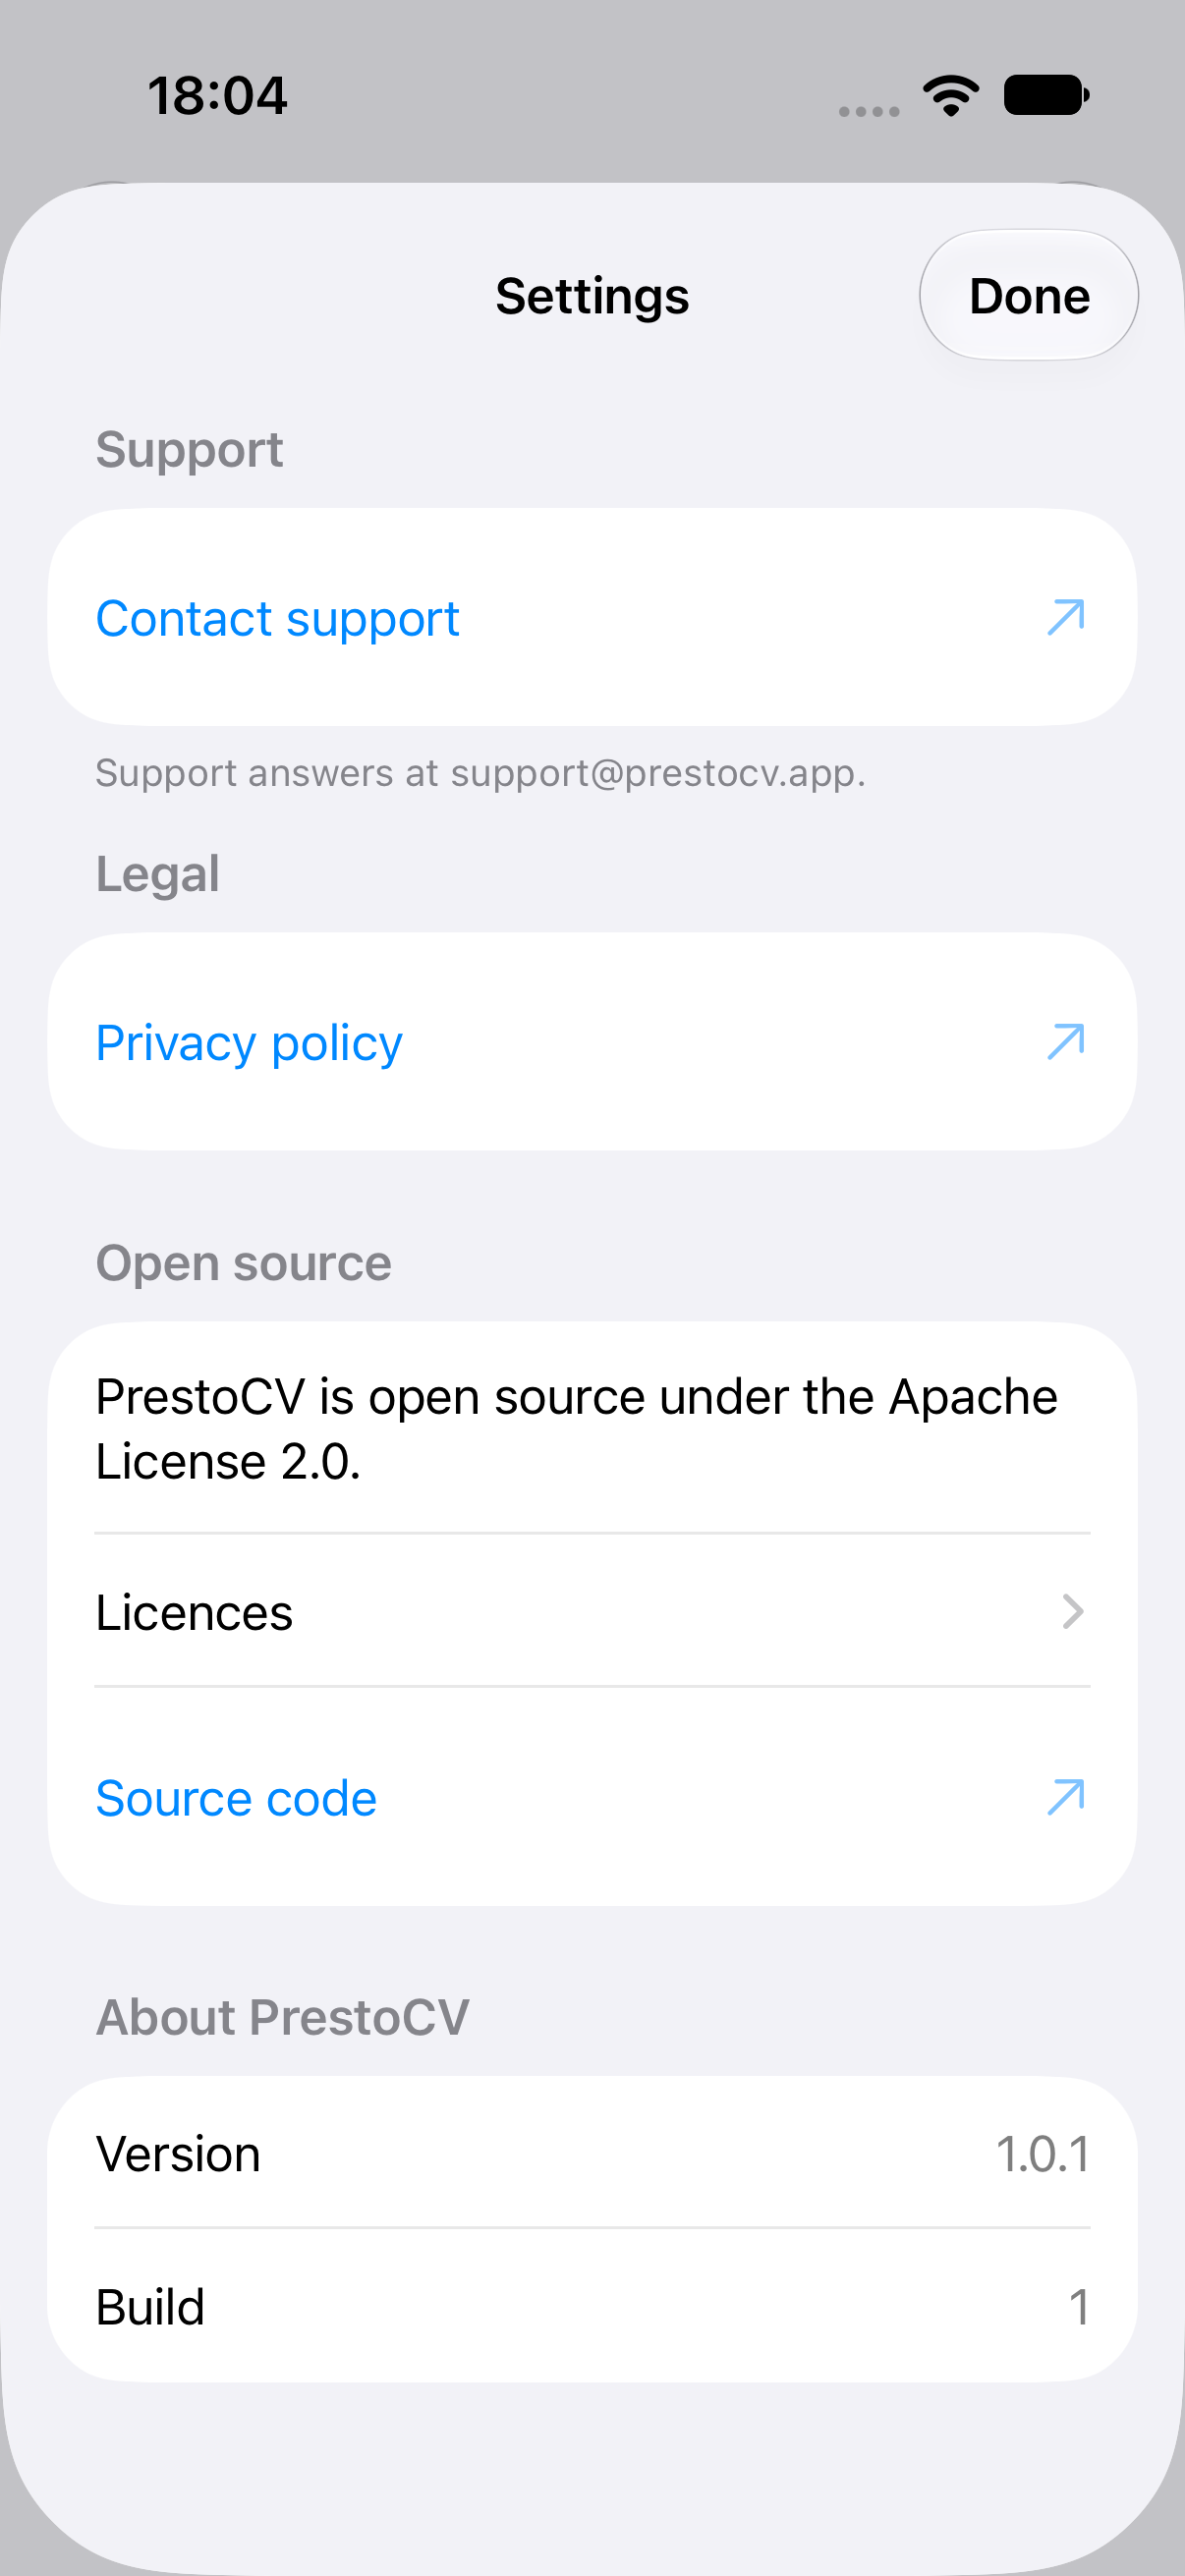 18:04
Settings
Done
Support
Contact support
Support answers at support@prestocv.app.
Legal
Privacy policy
Open source
PrestoCV is open source under the Apache
License 2.0.
Licences
Source code
About PrestoCV
Version 1.0.1
Build 1